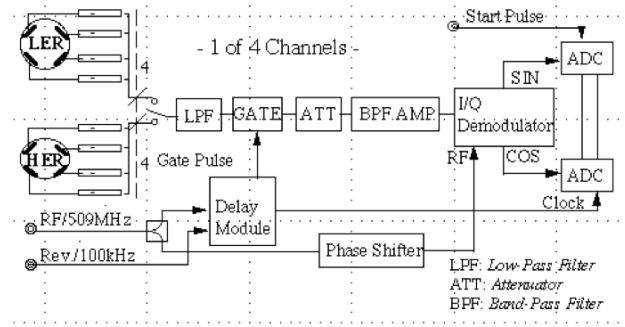 Start Pulse
LER
- 1 of 4 Channels -
ADC
4
SIN
LPF
GATE
ATT
BPF AMP.
I/Q
Demodulator
HER
4
Gate Pulse
RF
COS
ADC
RF/509MHz
Delay
Module
Clock
Rev./100kHz
Phase Shifter
LPF: Low-Pass Filter
ATT: Attenuator
BPF: Band-Pass Filter